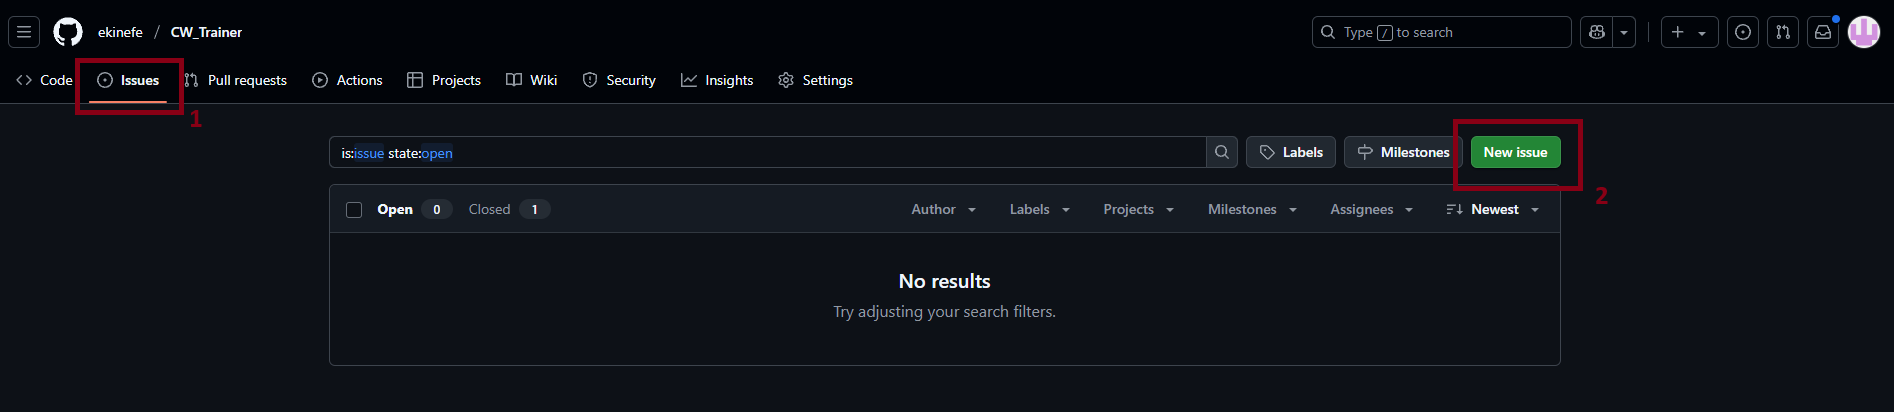 ekinefe / CW_Trainer
Type / to search
Code Issues Pull requests Actions Projects Wiki Security Insights Settings
1
is:issue state:open
Labels Milestones New issue
2
Open 0 Closed 1 Author Labels Projects Milestones Assignees Newest
No results
Try adjusting your search filters.